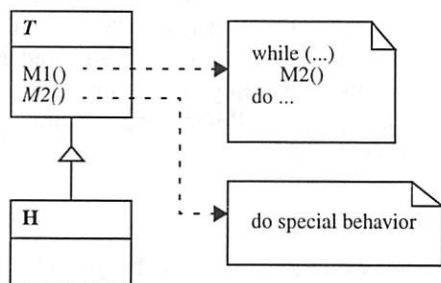 T
M1()
M2()
H
while (...)
M2()
do ...
do special behavior